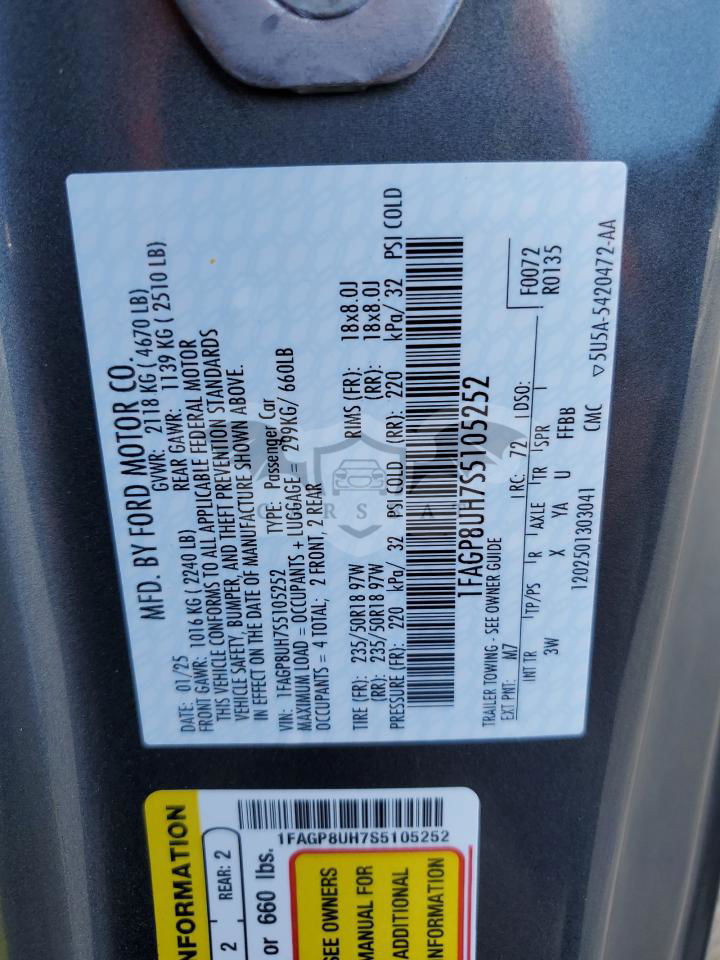 MFD. BY FORD MOTOR CO.
DATE: 01/25 GVWR: 2118 KG ( 4670 LB)
FRONT GAWR: 1016 KG ( 2240 LB) REAR GAWR: 1139 KG ( 2510 LB)
THIS VEHICLE CONFORMS TO ALL APPLICABLE FEDERAL MOTOR
VEHICLE SAFETY, BUMPER, AND THEFT PREVENTION STANDARDS
IN EFFECT ON THE DATE OF MANUFACTURE SHOWN ABOVE.
VIN: 1FAGP8UH7S5105252 TYPE: Passenger Car
MAXIMUM LOAD = OCCUPANTS + LUGGAGE = 299KG/ 660LB
OCCUPANTS = 4 TOTAL; 2 FRONT, 2 REAR
TIRE (FR): 235/50R18 97W RIMS (FR): 18x8.0J
(RR): 235/50R18 97W (RR): 18x8.0J
PRESSURE (FR): 220 kPa/ 32 PSI COLD (RR): 220 kPa/ 32 PSI COLD
1FAGP8UH7S5105252
TRAILER TOWING - SEE OWNER GUIDE
EXT PNT: M7 RC: 72 DSO: F0072
R0135
INT TR TP/PS R AXLE TR SPR
3W X YA U FFBB
1202501303041 CMC ▽5U5A-5420472-AA
CARSTAT
INFORMATION
2 REAR: 2
or 660 lbs.
1FAGP8UH7S5105252
SEE OWNERS
MANUAL FOR
ADDITIONAL
INFORMATION